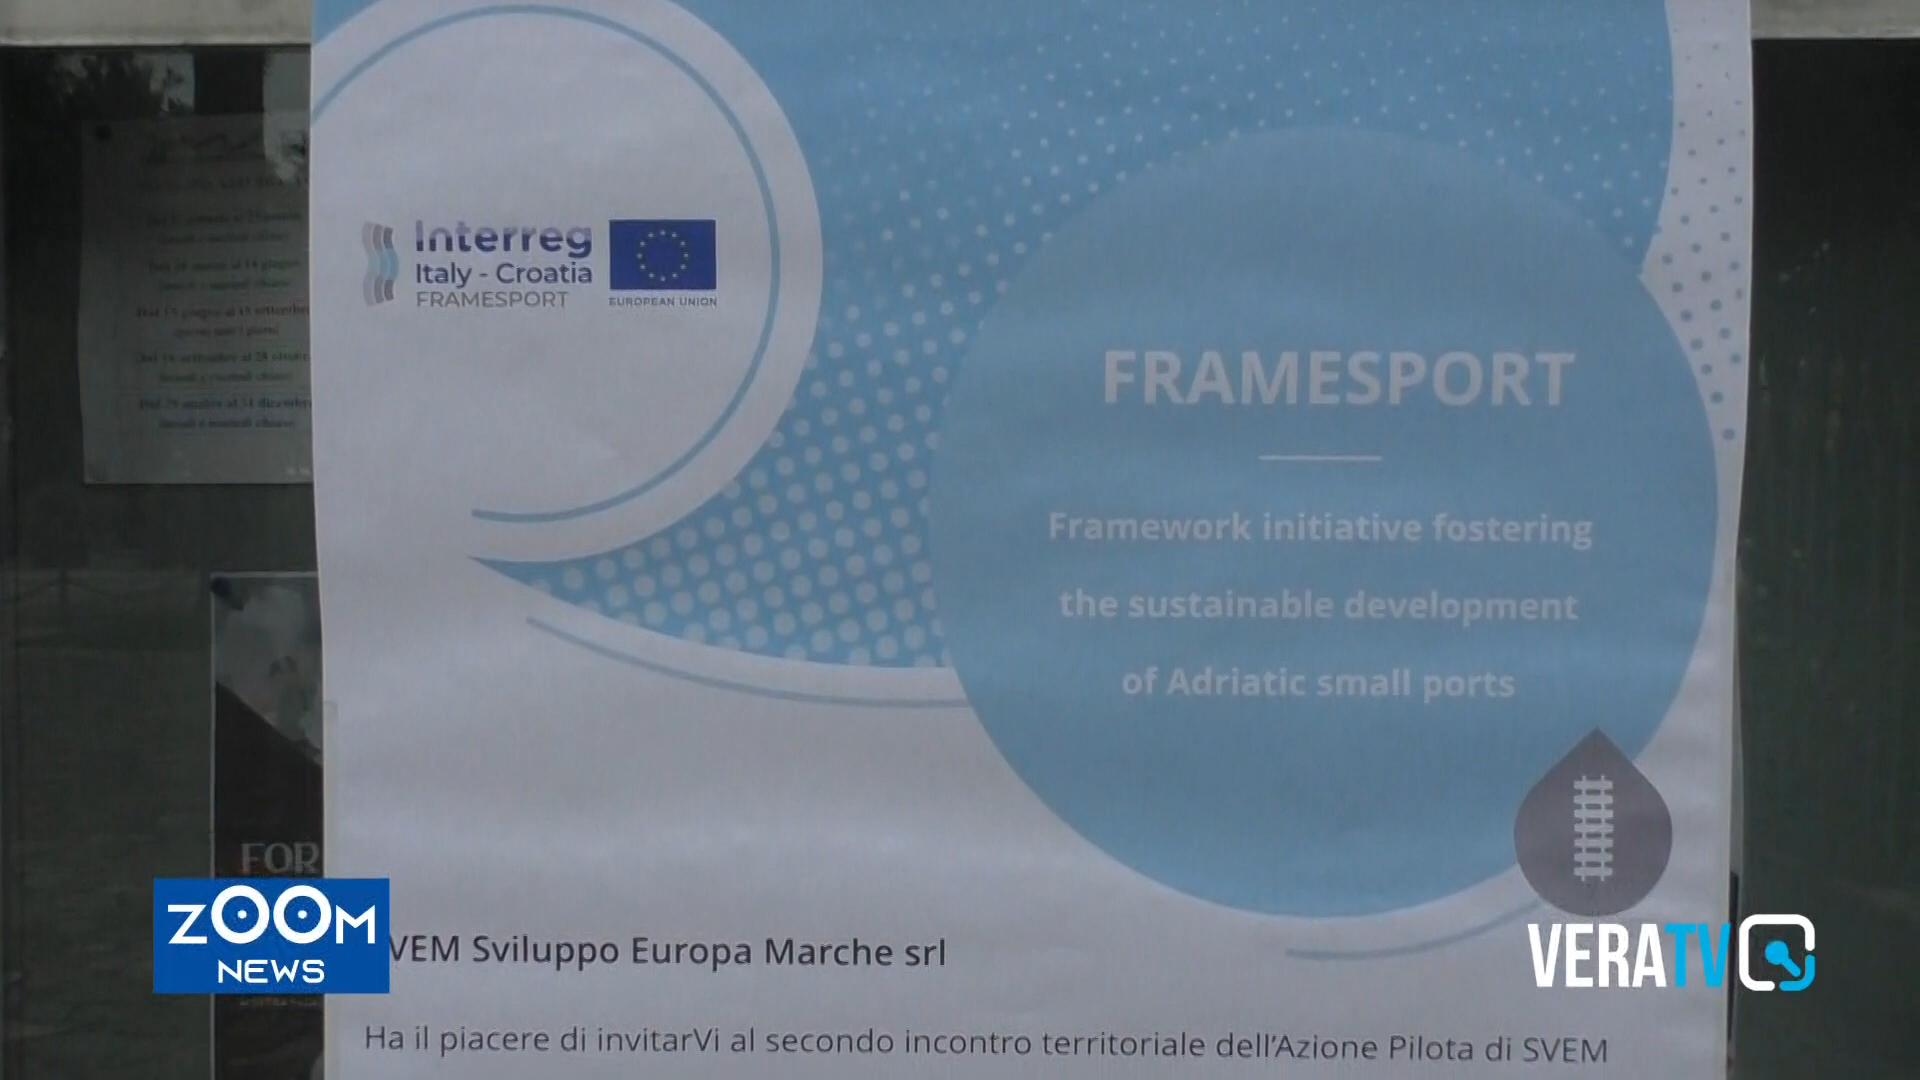 Interreg
Italy - Croatia
FRAMESPORT
EUROPEAN UNION
FRAMESPORT
Framework initiative fostering
the sustainable development
of Adriatic small ports
FOR
ZOOM
NEWS
VEM Sviluppo Europa Marche srl
VERATV
Ha il piacere di invitarVi al secondo incontro territoriale dell'Azione Pilota di SVEM